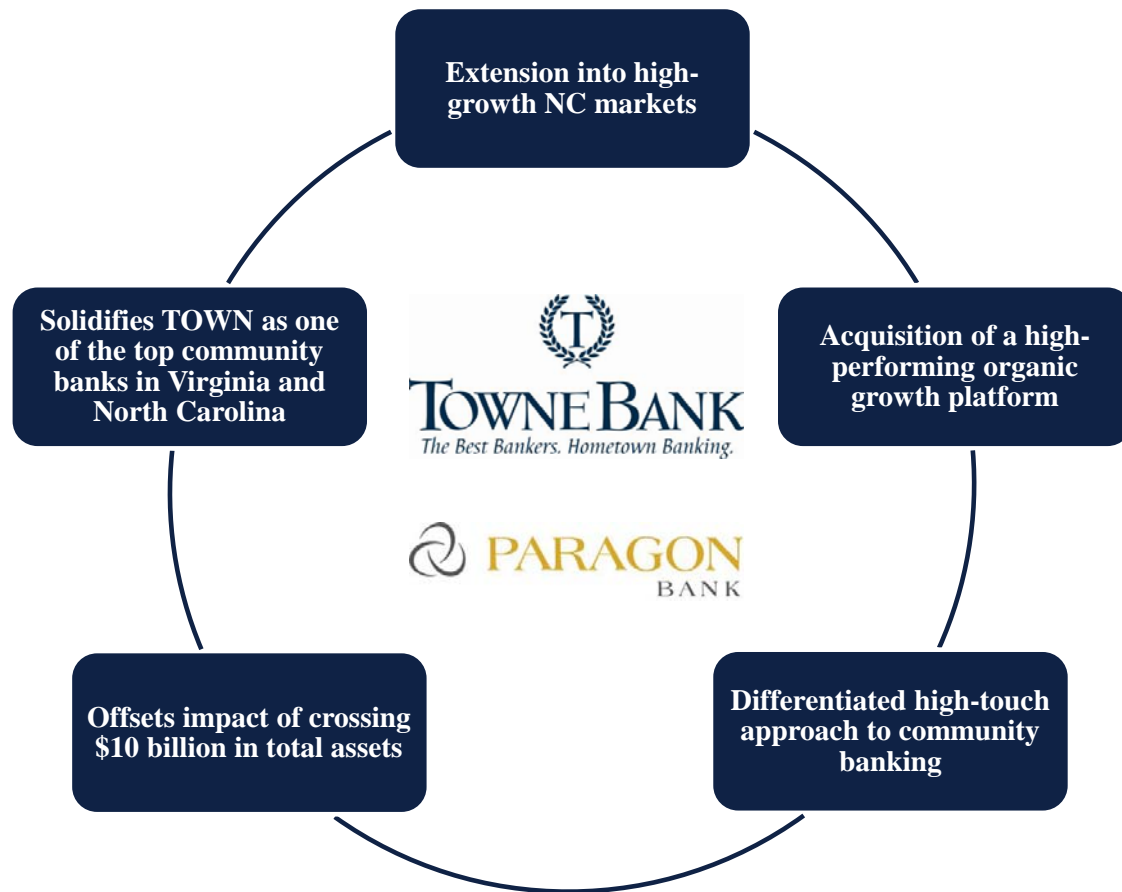 Extension into high-
growth NC markets
Solidifies TOWN as one
of the top community
banks in Virginia and
North Carolina
T
TOWNEBANK
The Best Bankers. Hometown Banking.
PARAGON
BANK
Acquisition of a high-
performing organic
growth platform
Offsets impact of crossing
$10 billion in total assets
Differentiated high-touch
approach to community
banking